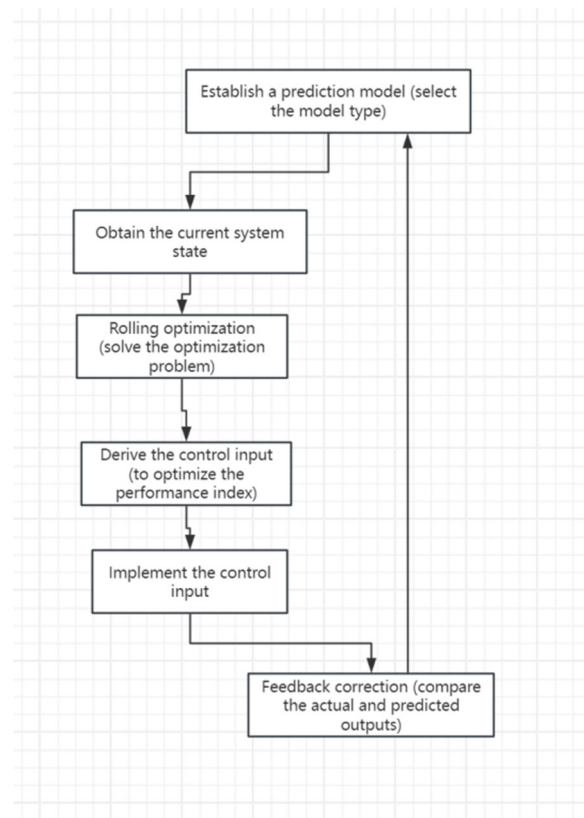 Establish a prediction model (select
the model type)
Obtain the current system
state
Rolling optimization
(solve the optimization
problem)
Derive the control input
(to optimize the
performance index)
Implement the control
input
Feedback correction (compare
the actual and predicted
outputs)